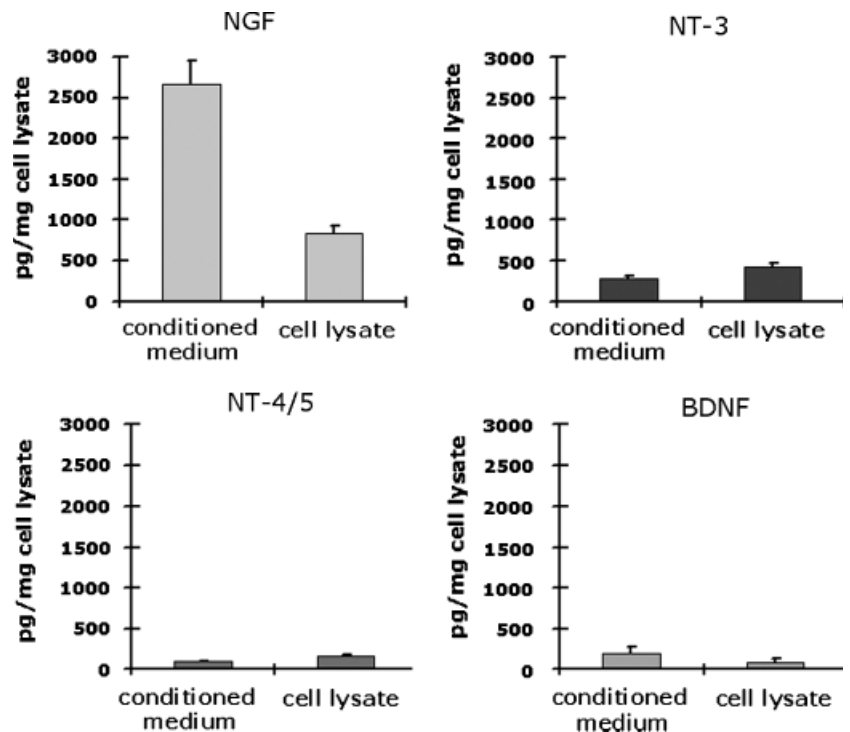 NGF
pg/mg cell lysate
3000
2500
2000
1500
1000
500
0
conditioned
medium
cell lysate
NT-3
pg/mg cell lysate
3000
2500
2000
1500
1000
500
0
conditioned
medium
cell lysate
NT-4/5
pg/mg cell lysate
3000
2500
2000
1500
1000
500
0
conditioned
medium
cell lysate
BDNF
pg/mg cell lysate
3000
2500
2000
1500
1000
500
0
conditioned
medium
cell lysate